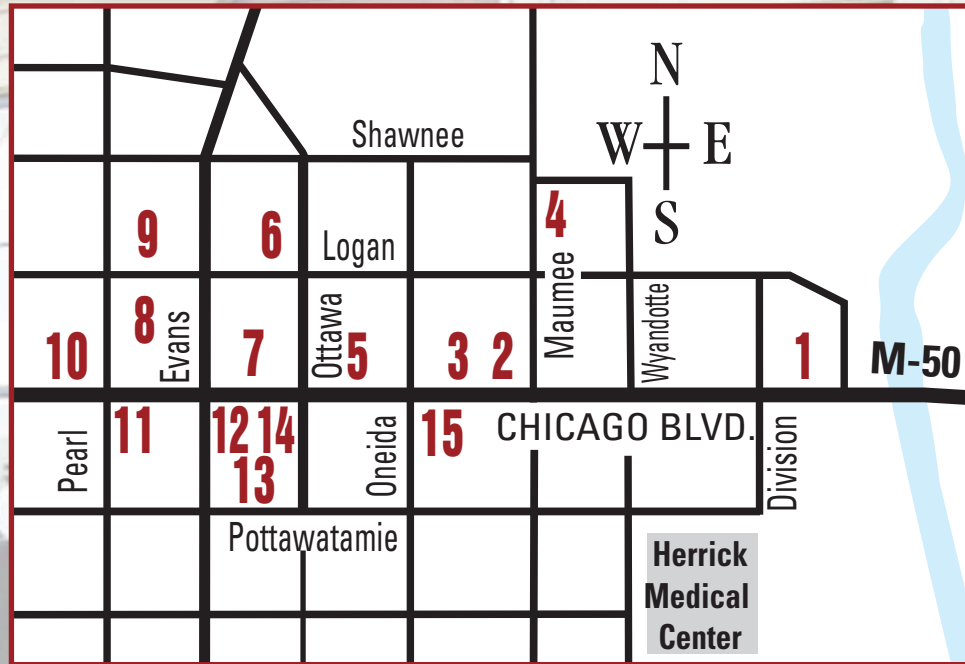 N
Shawnee
W E
4
S
9
6
Logan
Maumee
8
Evans
Ottawa
Wyandotte
10
7
5
3
2
1
M-50
11
12 14
15
CHICAGO BLVD.
Pearl
13
Oneida
Division
Pottawatamie
Herrick
Medical
Center